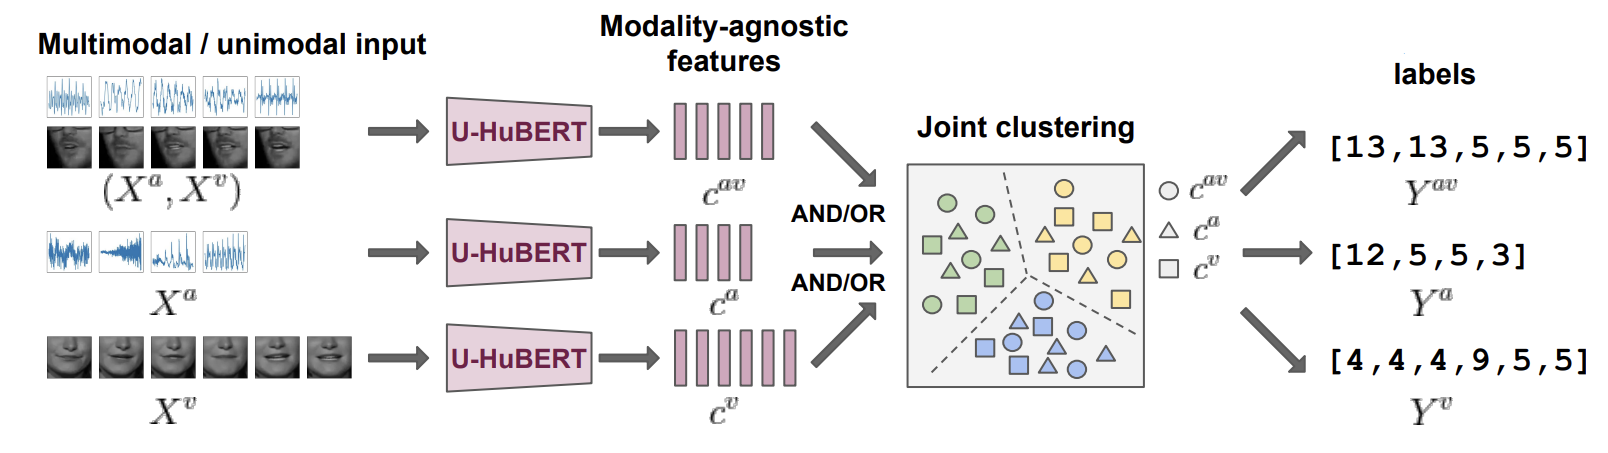 Multimodal / unimodal input
Modality-agnostic
features
labels
U-HuBERT
Joint clustering
[13,13,5,5,5]
(X^a, X^v)
c^{av}
AND/OR
c^{av}
Y^{av}
U-HuBERT
c^a
[12,5,5,3]
X^a
c^a
AND/OR
c^v
Y^a
U-HuBERT
[4,4,4,9,5,5]
X^v
c^v
Y^v